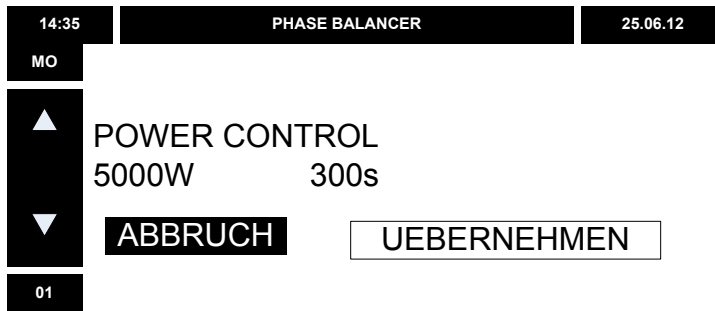 14:35 PHASE BALANCER 25.06.12
MO
POWER CONTROL
5000W 300s
ABBRUCH UEBERNEHMEN
01